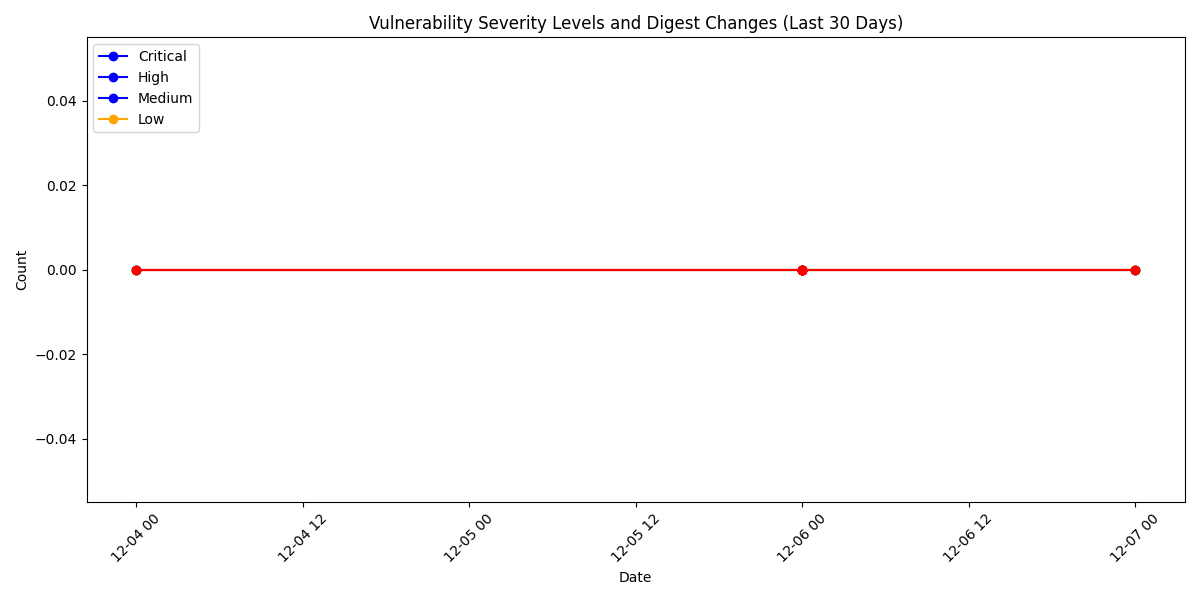 Vulnerability Severity Levels and Digest Changes (Last 30 Days)
Critical
High
Medium
Low
0.04
0.02
0.00
−0.02
−0.04
Count
12-04 00
12-04 12
12-05 00
12-05 12
12-06 00
12-06 12
12-07 00
Date